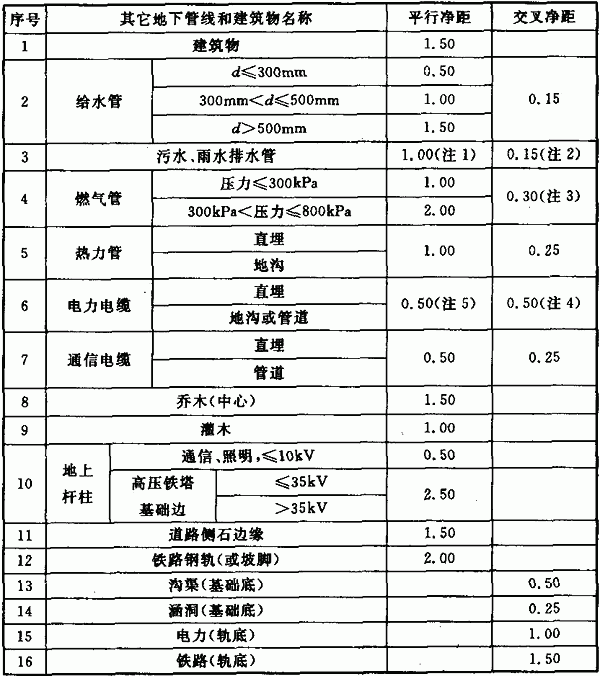 序号 其它地下管线和建筑物名称 平行净距 交叉净距
1 建筑物 1.50
2 给水管 d≤300mm 0.50 0.15
300mm<d≤500mm 1.00
d>500mm 1.50
3 污水、雨水排水管 1.00(注1) 0.15(注2)
4 燃气管 压力≤300kPa 1.00 0.30(注3)
300kPa<压力≤800kPa 2.00
5 热力管 直埋 1.00 0.25
地沟
6 电力电缆 直埋 0.50(注5) 0.50(注4)
地沟或管道
7 通信电缆 直埋 0.50 0.25
管道
8 乔木(中心) 1.50
9 灌木 1.00
10 地上杆柱 通信、照明,≤10kV 0.50
高压铁塔基础边 ≤35kV 2.50
>35kV
11 道路侧石边缘 1.50
12 铁路钢轨(或坡脚) 2.00
13 沟渠(基础底) 0.50
14 涵洞(基础底) 0.25
15 电力(轨底) 1.00
16 铁路(轨底) 1.50